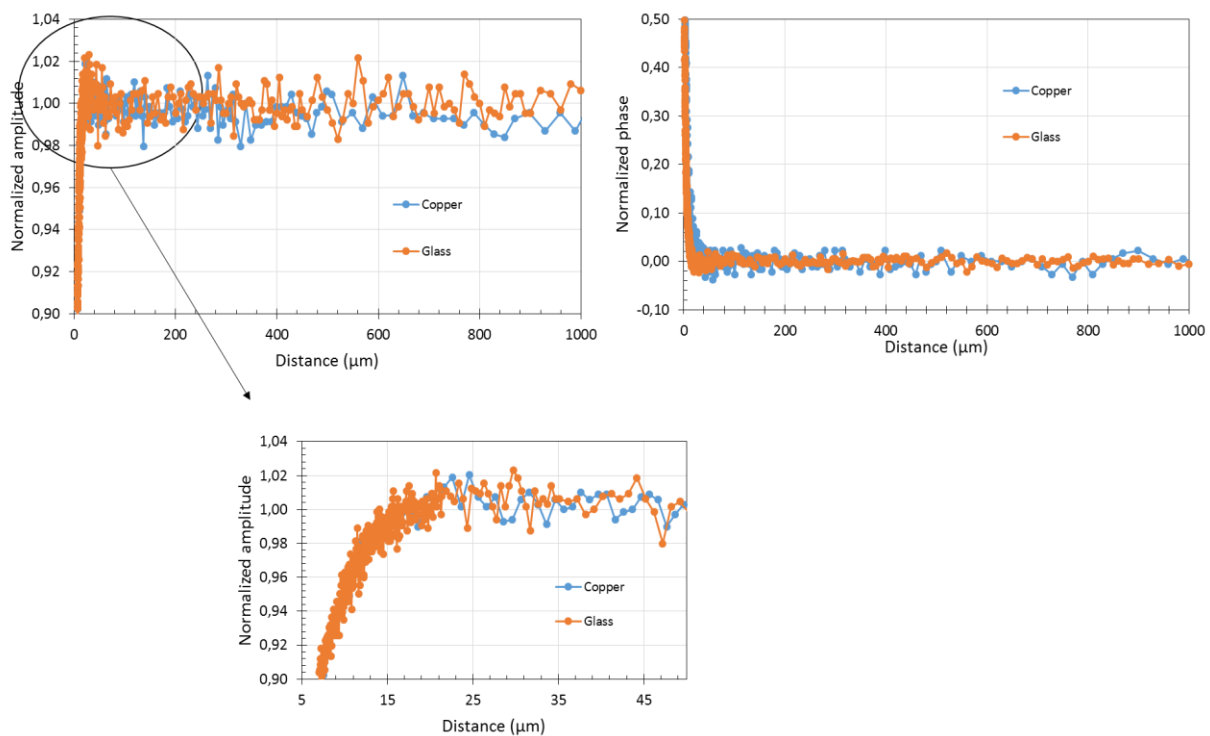 Normalized amplitude
1,04
1,02
1,00
0,98
0,96
0,94
0,92
0,90
0 200 400 600 800 1000
Distance (µm)
Copper
Glass
Normalized phase
0,50
0,40
0,30
0,20
0,10
0,00
-0,10
0 200 400 600 800 1000
Distance (µm)
Copper
Glass
Normalized amplitude
1,04
1,02
1,00
0,98
0,96
0,94
0,92
0,90
5 15 25 35 45
Distance (µm)
Copper
Glass